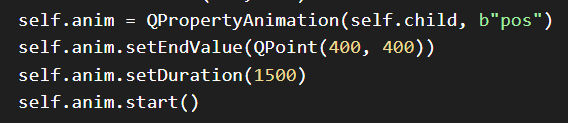 self.anim = QPropertyAnimation(self.child, b"pos")
self.anim.setEndValue(QPoint(400, 400))
self.anim.setDuration(1500)
self.anim.start()